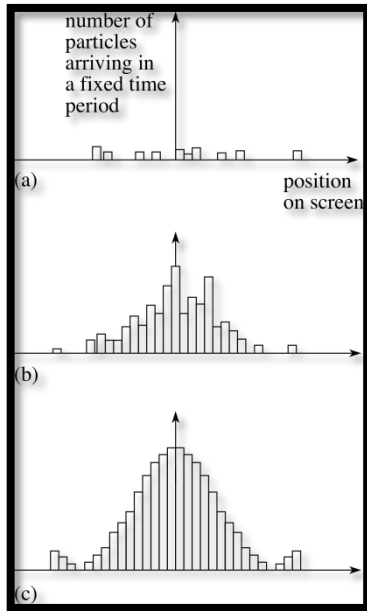 number of
particles
arriving in
a fixed time
period
(a)
position
on screen
(b)
(c)